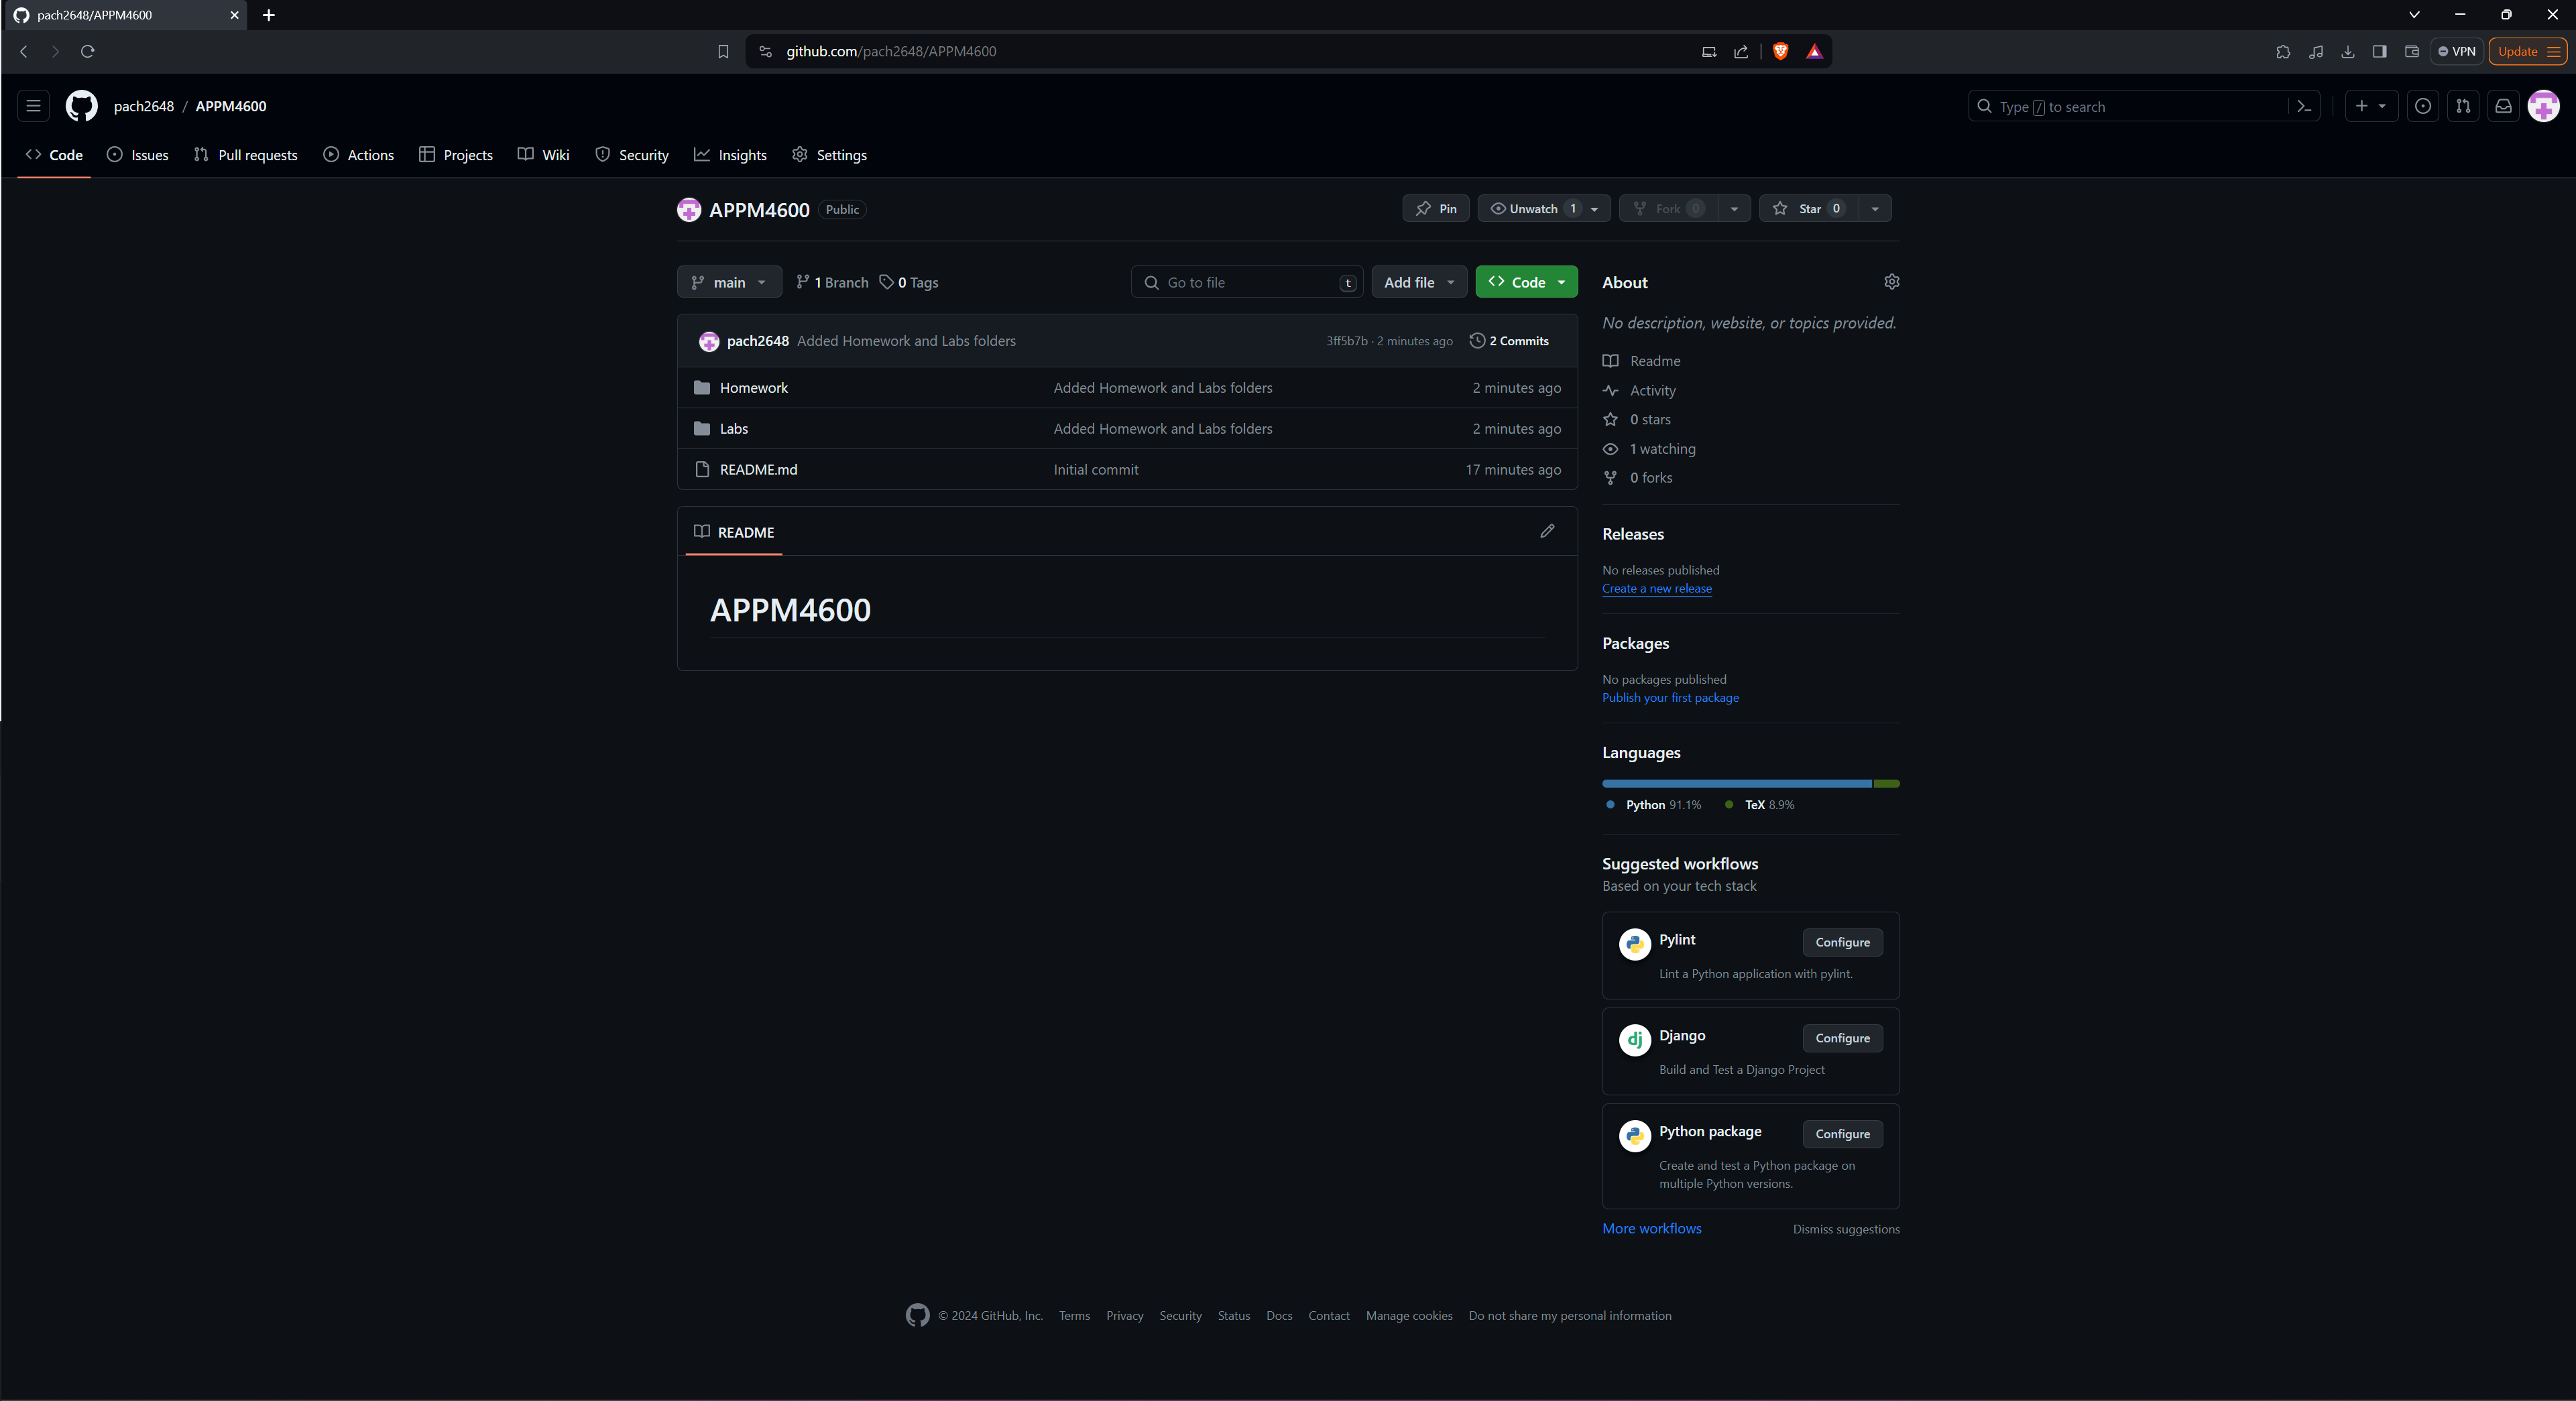 pach2648/APPM4600
github.com/pach2648/APPM4600
VPN
Update
pach2648 / APPM4600
Type / to search
Code Issues Pull requests Actions Projects Wiki Security Insights Settings
APPM4600 Public
Pin Unwatch 1 Fork 0 Star 0
main 1 Branch 0 Tags Go to file t Add file Code
pach2648 Added Homework and Labs folders 3ff5b7b · 2 minutes ago 2 Commits
Homework Added Homework and Labs folders 2 minutes ago
Labs Added Homework and Labs folders 2 minutes ago
README.md Initial commit 17 minutes ago
README
APPM4600
About
No description, website, or topics provided.
Readme
Activity
0 stars
1 watching
0 forks
Releases
No releases published
Create a new release
Packages
No packages published
Publish your first package
Languages
Python 91.1% TeX 8.9%
Suggested workflows
Based on your tech stack
Pylint Configure
Lint a Python application with pylint.
dj Django Configure
Build and Test a Django Project
Python package Configure
Create and test a Python package on
multiple Python versions.
More workflows Dismiss suggestions
© 2024 GitHub, Inc. Terms Privacy Security Status Docs Contact Manage cookies Do not share my personal information